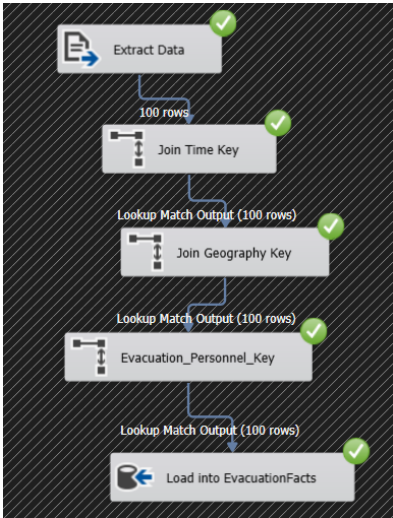 Extract Data
100 rows
Join Time Key
Lookup Match Output (100 rows)
Join Geography Key
Lookup Match Output (100 rows)
Evacuation_Personnel_Key
Lookup Match Output (100 rows)
Load into EvacuationFacts